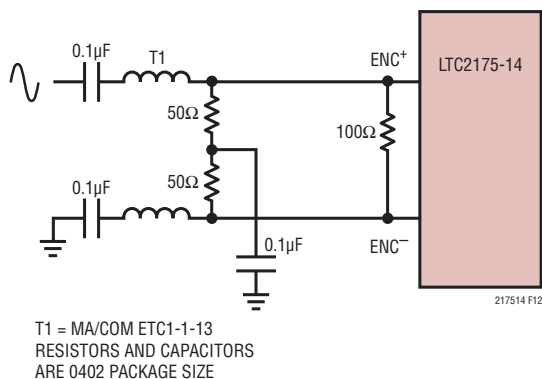 0.1µF
T1
ENC+
LTC2175-14
50Ω
100Ω
50Ω
0.1µF
0.1µF
ENC–
217514 F12
T1 = MA/COM ETC1-1-13
RESISTORS AND CAPACITORS
ARE 0402 PACKAGE SIZE